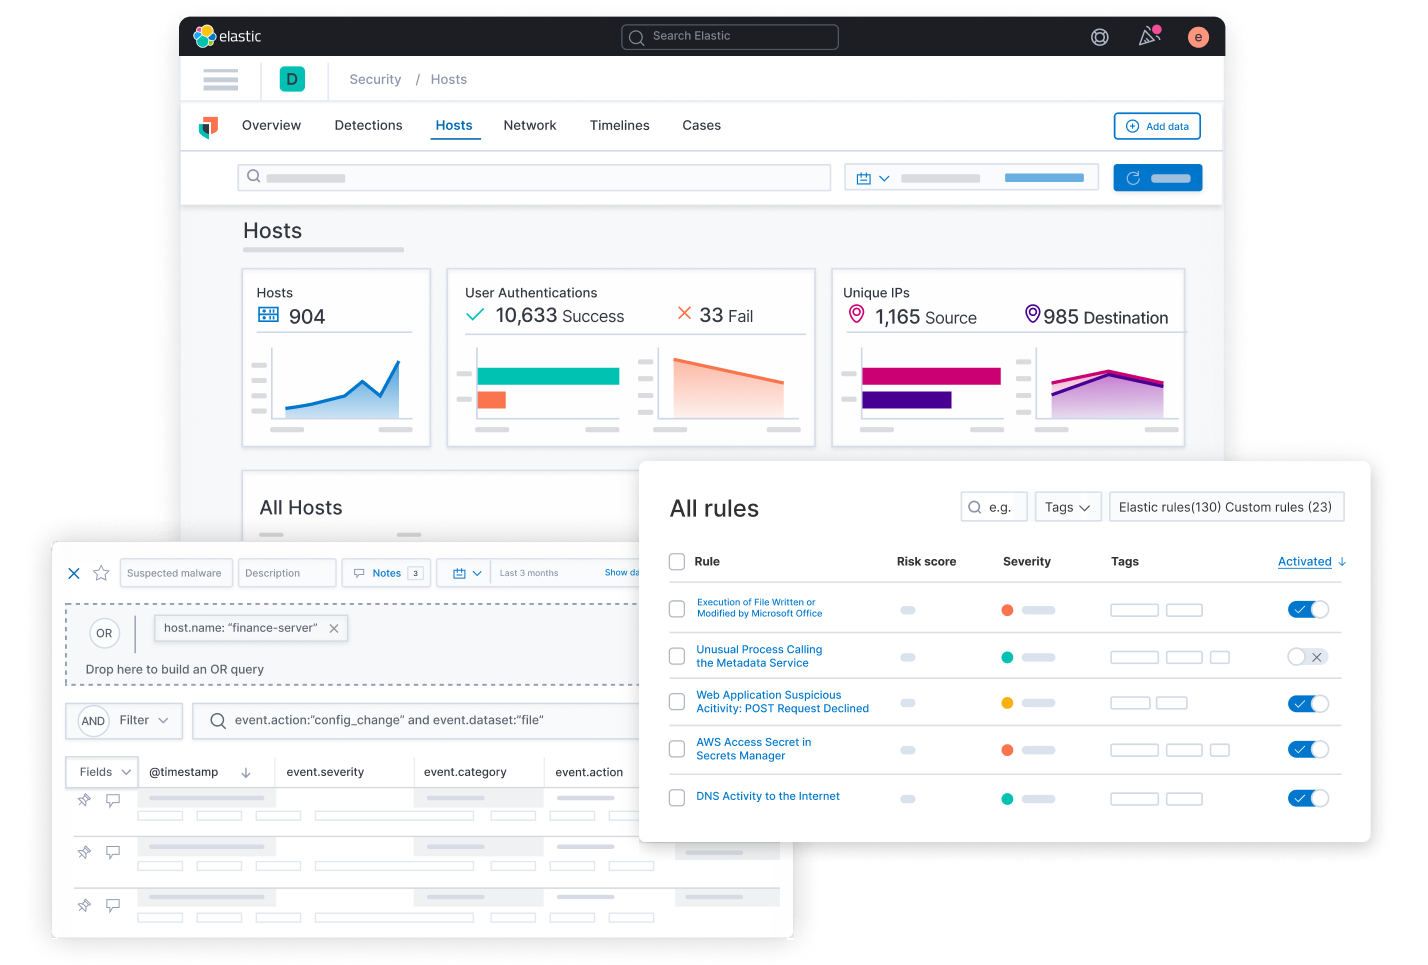 elastic
Search Elastic
e
D
Security / Hosts
Overview Detections Hosts Network Timelines Cases
Add data
Hosts
Hosts
904
User Authentications
10,633 Success 33 Fail
Unique IPs
1,165 Source 985 Destination
All Hosts
All rules
e.g. Tags Elastic rules(130) Custom rules (23)
Rule Risk score Severity Tags Activated
Execution of File Written or
Modified by Microsoft Office
Unusual Process Calling
the Metadata Service
Web Application Suspicious
Acitivity: POST Request Declined
AWS Access Secret in
Secrets Manager
DNS Activity to the Internet
Suspected malware Description Notes 3 Last 3 months Show da
OR host.name: “finance-server”
Drop here to build an OR query
AND Filter event.action:”config_change” and event.dataset:”file”
Fields @timestamp event.severity event.category event.action